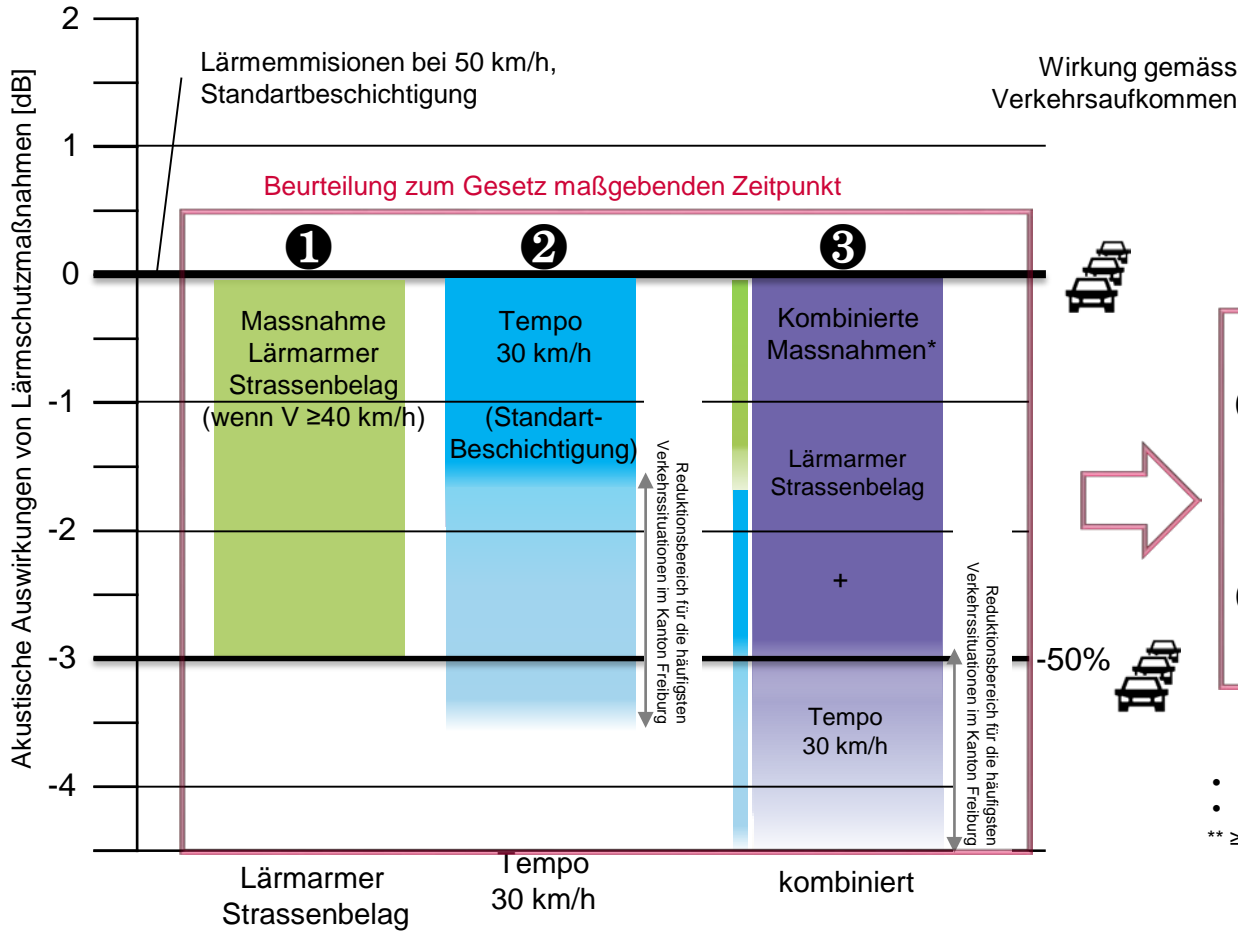 2
1
0
-1
-2
-3
-4
Akustische Auswirkungen von Lärmschutzmaßnahmen [dB]
Lärmemmisionen bei 50 km/h,
Standartbeschichtigung
Wirkung gemäss
Verkehrsaufkommen
Beurteilung zum Gesetz maßgebenden Zeitpunkt
1
2
3
Massnahme
Lärmarmer
Strassenbelag
(wenn V ≥40 km/h)
Tempo
30 km/h
(Standart-
Beschichtigung)
Reduktionsbereich für die häufigsten
Verkehrssituationen im Kanton Freiburg
Kombinierte
Massnahmen*
Lärmarmer
Strassenbelag
+
Tempo
30 km/h
Reduktionsbereich für die häufigsten
Verkehrssituationen im Kanton Freiburg
-50%
•
•
**
Lärmarmer
Strassenbelag
Tempo
30 km/h
kombiniert